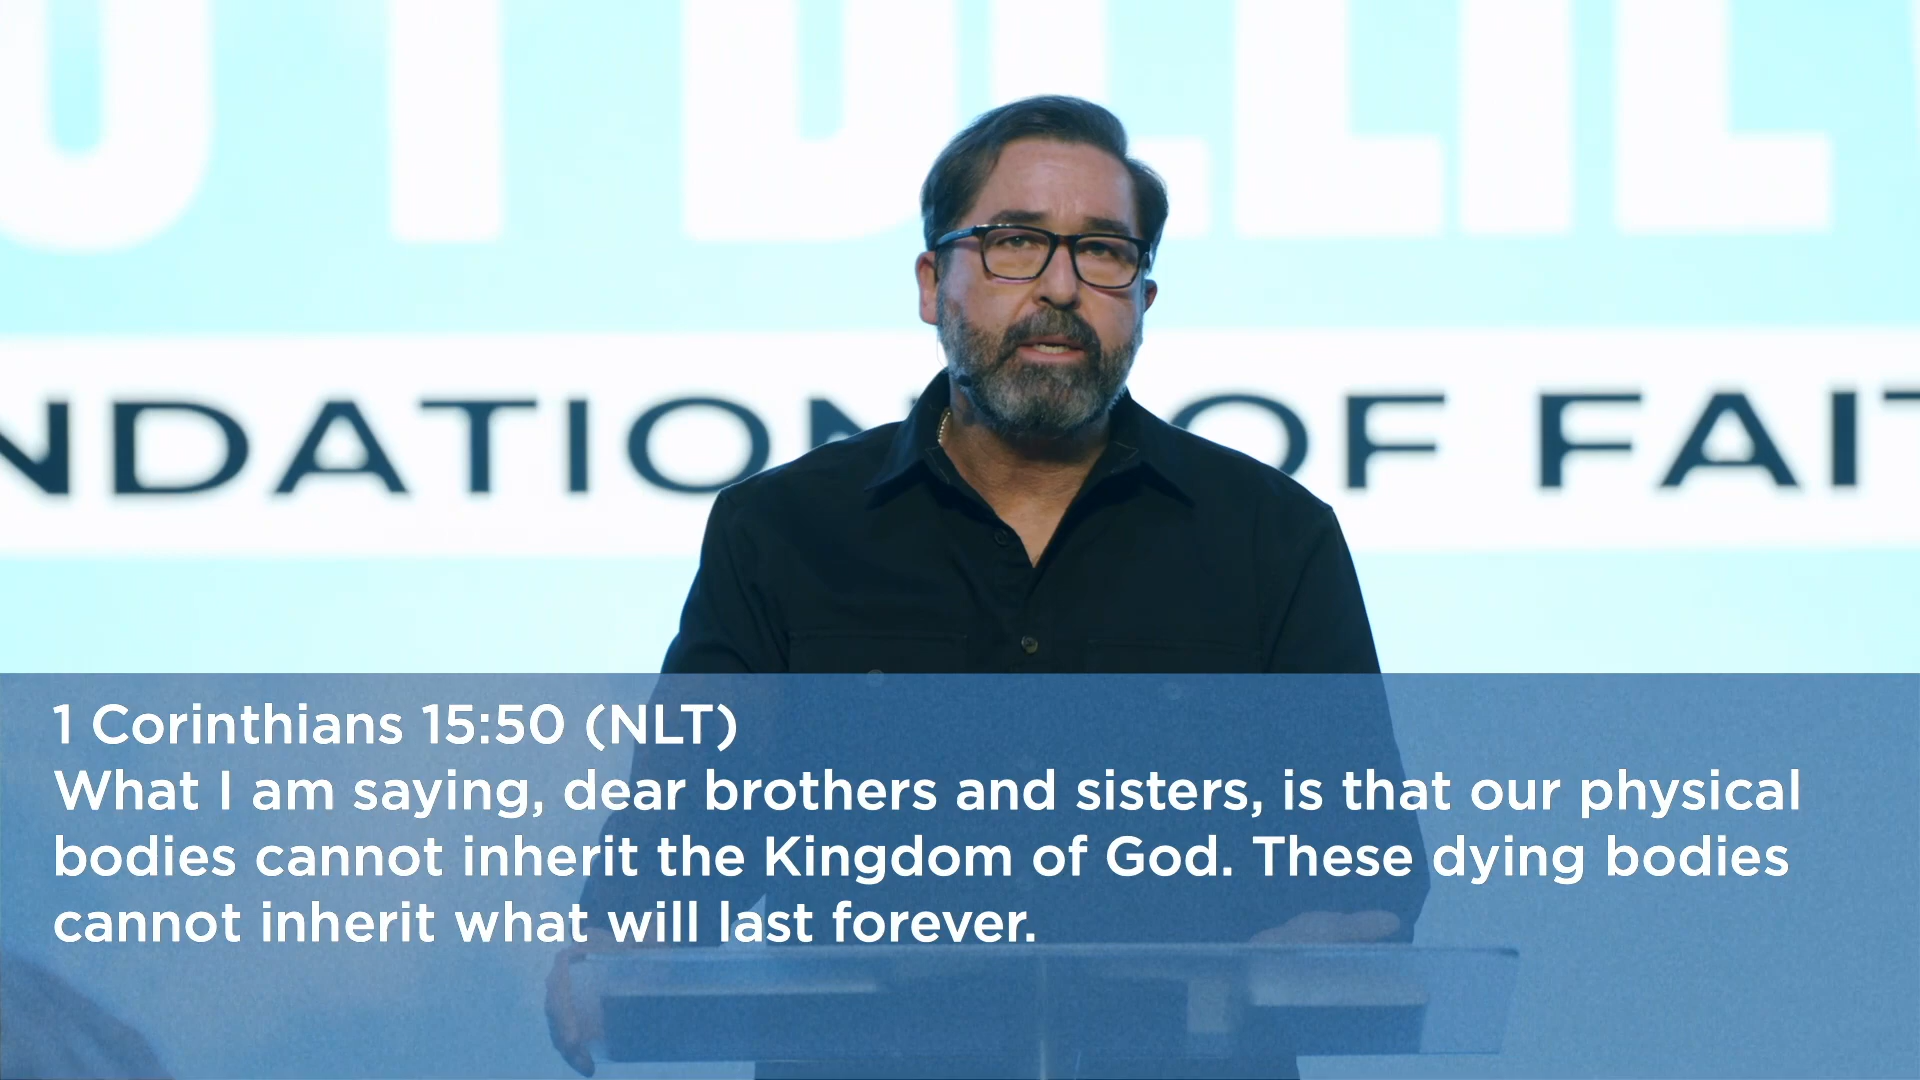 NDATION OF FAIT
1 Corinthians 15:50 (NLT)
What I am saying, dear brothers and sisters, is that our physical
bodies cannot inherit the Kingdom of God. These dying bodies
cannot inherit what will last forever.